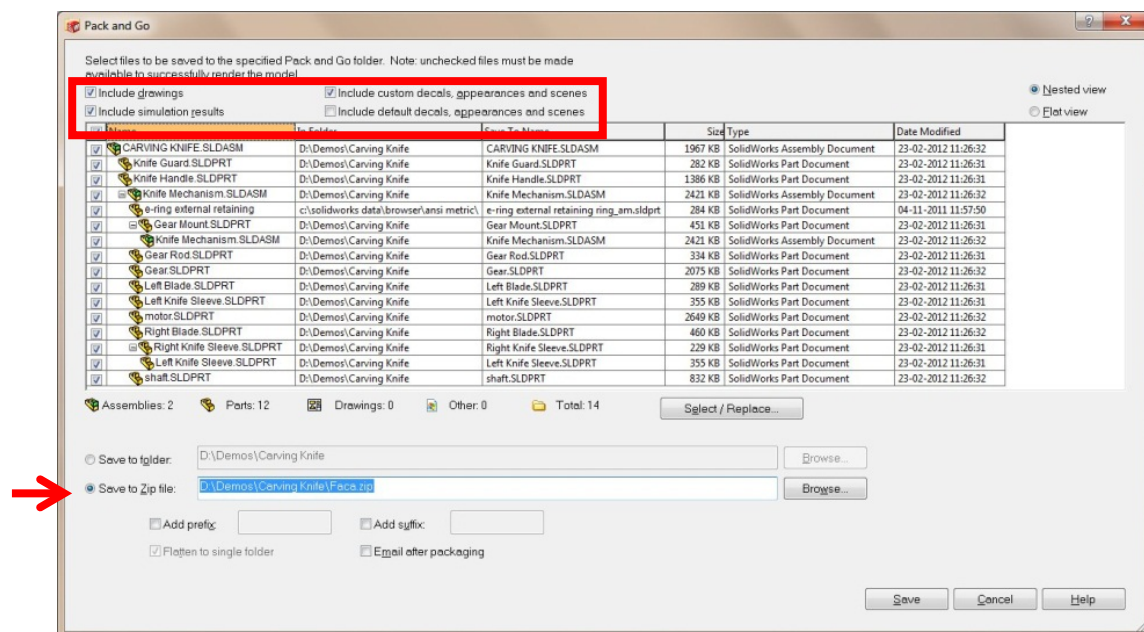 Pack and Go
Select files to be saved to the specified Pack and Go folder. Note: unchecked files must be made
available to successfully render the model
Include drawings Include custom decals, appearances and scenes Nested view
Include simulation results Include default decals, appearances and scenes Flat view
Name In Folder Save To Name Size Type Date Modified
CARVING KNIFE.SLDASM D:\Demos\Carving Knife CARVING KNIFE.SLDASM 1967 KB SolidWorks Assembly Document 23-02-2012 11:26:32
Knife Guard.SLDPRT D:\Demos\Carving Knife Knife Guard.SLDPRT 282 KB SolidWorks Part Document 23-02-2012 11:26:31
Knife Handle.SLDPRT D:\Demos\Carving Knife Knife Handle.SLDPRT 1386 KB SolidWorks Part Document 23-02-2012 11:26:31
Knife Mechanism.SLDASM D:\Demos\Carving Knife Knife Mechanism.SLDASM 2421 KB SolidWorks Assembly Document 23-02-2012 11:26:32
e-ring external retaining c:\solidworks data\browser\ansi metric\ e-ring external retaining ring_am.sldprt 284 KB SolidWorks Part Document 04-11-2011 11:57:50
Gear Mount.SLDPRT D:\Demos\Carving Knife Gear Mount.SLDPRT 451 KB SolidWorks Part Document 23-02-2012 11:26:31
Knife Mechanism.SLDASM D:\Demos\Carving Knife Knife Mechanism.SLDASM 2421 KB SolidWorks Assembly Document 23-02-2012 11:26:32
Gear Rod.SLDPRT D:\Demos\Carving Knife Gear Rod.SLDPRT 334 KB SolidWorks Part Document 23-02-2012 11:26:31
Gear.SLDPRT D:\Demos\Carving Knife Gear.SLDPRT 2075 KB SolidWorks Part Document 23-02-2012 11:26:32
Left Blade.SLDPRT D:\Demos\Carving Knife Left Blade.SLDPRT 289 KB SolidWorks Part Document 23-02-2012 11:26:31
Left Knife Sleeve.SLDPRT D:\Demos\Carving Knife Left Knife Sleeve.SLDPRT 355 KB SolidWorks Part Document 23-02-2012 11:26:31
motor.SLDPRT D:\Demos\Carving Knife motor.SLDPRT 2649 KB SolidWorks Part Document 23-02-2012 11:26:32
Right Blade.SLDPRT D:\Demos\Carving Knife Right Blade.SLDPRT 460 KB SolidWorks Part Document 23-02-2012 11:26:32
Right Knife Sleeve.SLDPRT D:\Demos\Carving Knife Right Knife Sleeve.SLDPRT 229 KB SolidWorks Part Document 23-02-2012 11:26:31
Left Knife Sleeve.SLDPRT D:\Demos\Carving Knife Left Knife Sleeve.SLDPRT 355 KB SolidWorks Part Document 23-02-2012 11:26:31
shaft.SLDPRT D:\Demos\Carving Knife shaft.SLDPRT 832 KB SolidWorks Part Document 23-02-2012 11:26:32
Assemblies: 2 Parts: 12 Drawings: 0 Other: 0 Total: 14 Select / Replace...
Save to folder: D:\Demos\Carving Knife Browse...
Save to Zip file: D:\Demos\Carving Knife\Faca.zip Browse...
Add prefix: Add suffix:
Flatten to single folder Email after packaging
Save Cancel Help